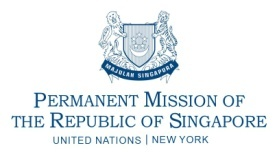 MAJULAH SINGAPURA
PERMANENT MISSION OF
THE REPUBLIC OF SINGAPORE
UNITED NATIONS | NEW YORK